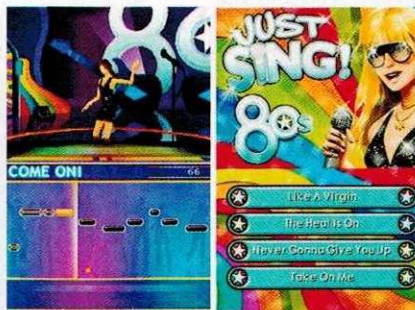 COME ON!
66
JUST
SING!
80s
Like A Virgin
The Heat Is On
Never Gonna Give You Up
Take On Me